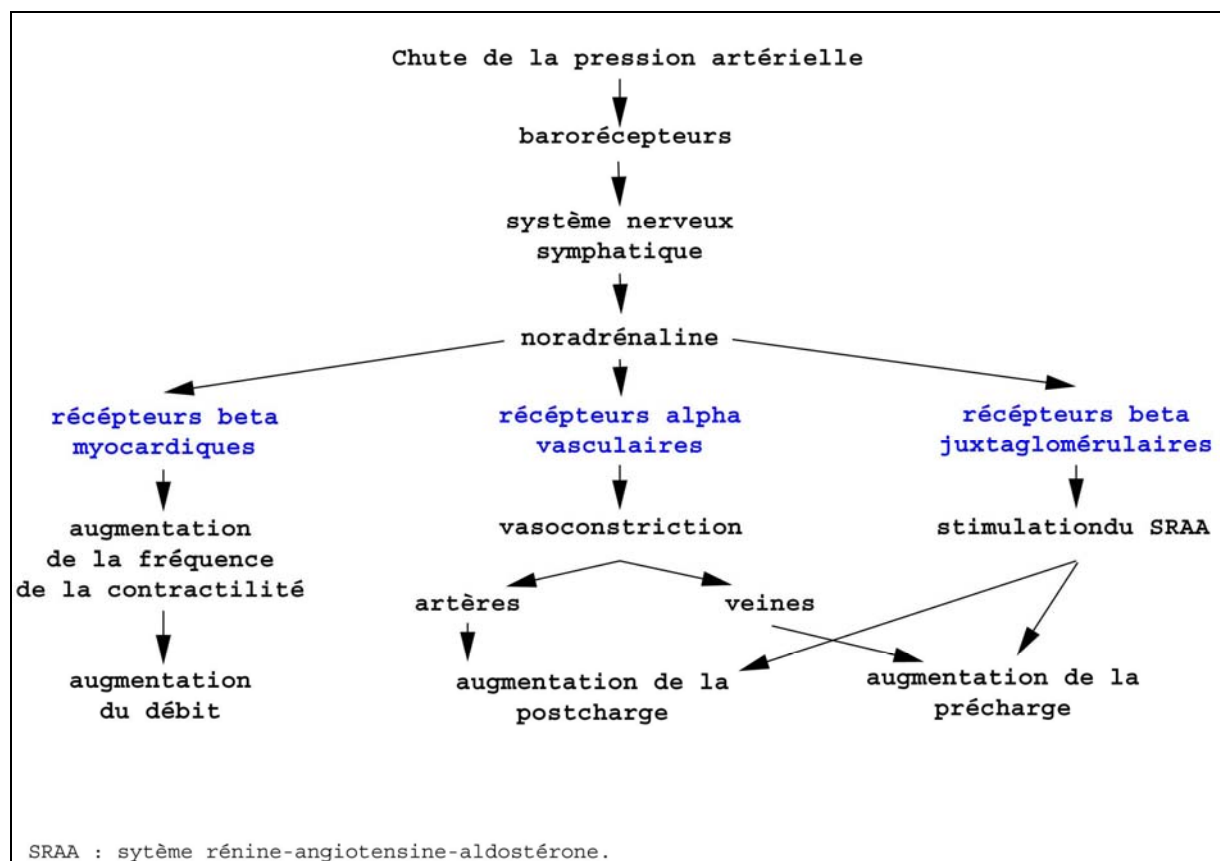 Chute de la pression artérielle
barorécepteurs
système nerveux
symphatique
noradrénaline
récépteurs beta
myocardiques
récépteurs alpha
vasculaires
récépteurs beta
juxtaglomérulaires
augmentation
de la fréquence
de la contractilité
vasoconstriction
stimulationdu SRAA
artères
veines
augmentation
du débit
augmentation de la
postcharge
augmentation de la
précharge
SRAA : sytème rénine-angiotensine-aldostérone.